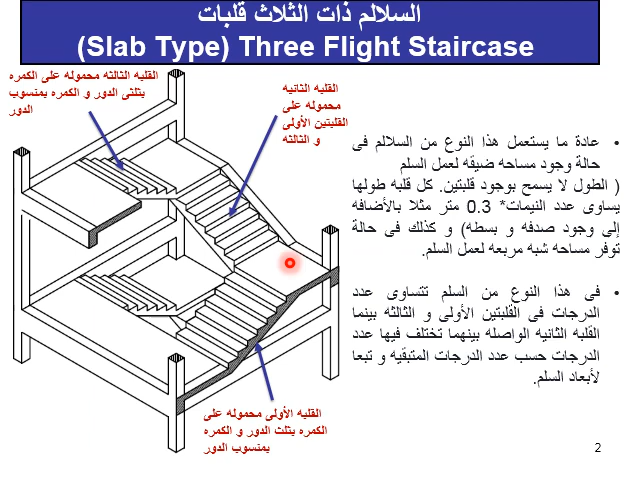 السلالم ذات الثلاث قلبات
(Slab Type) Three Flight Staircase
القلبه الثالثه محموله على الكمره
بثلثى الدور و الكمره بمنسوب
الدور
القلبه الثانيه
محموله على
القلبتين الأولى
و الثالثه
• عادة ما يستعمل هذا النوع من السلالم فى
حالة وجود مساحه ضيقه لعمل السلم
( الطول لا يسمح بوجود قلبتين. كل قلبه طولها
يساوى عدد النيمات* 0.3 متر مثلا بالأضافه
إلى وجود صدفه و بسطه) و كذلك فى حالة
توفر مساحه شبه مربعه لعمل السلم.
• فى هذا النوع من السلم تتساوى عدد
الدرجات فى القلبتين الأولى و الثالثه بينما
القلبه الثانيه الواصله بينهما تختلف فيها عدد
الدرجات حسب عدد الدرجات المتبقيه و تبعا
لأبعاد السلم.
القلبه الأولى محموله على
الكمره بثلث الدور و الكمره
بمنسوب الدور
2